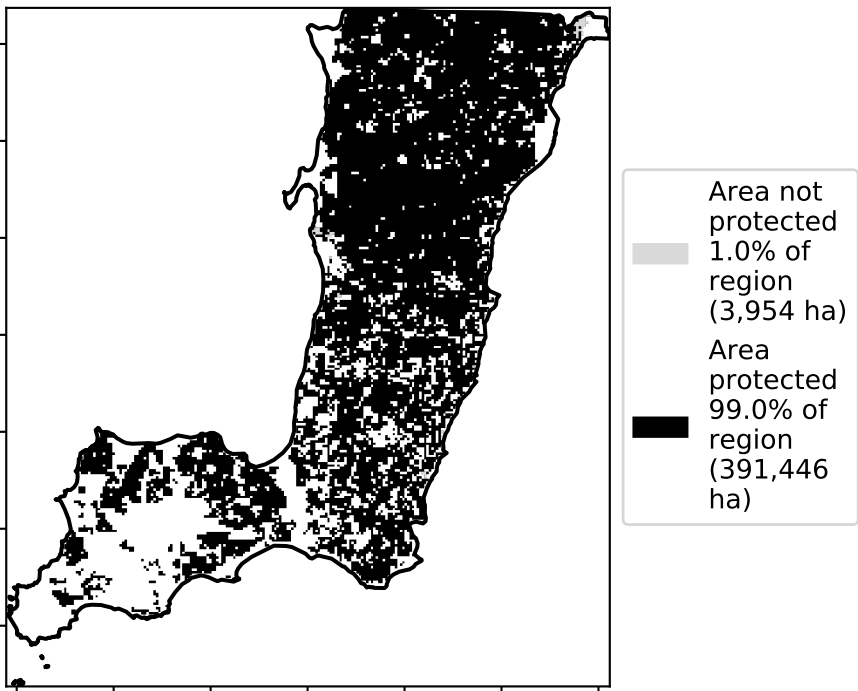 Area not
protected
1.0% of
region
(3,954 ha)
Area
protected
99.0% of
region
(391,446
ha)